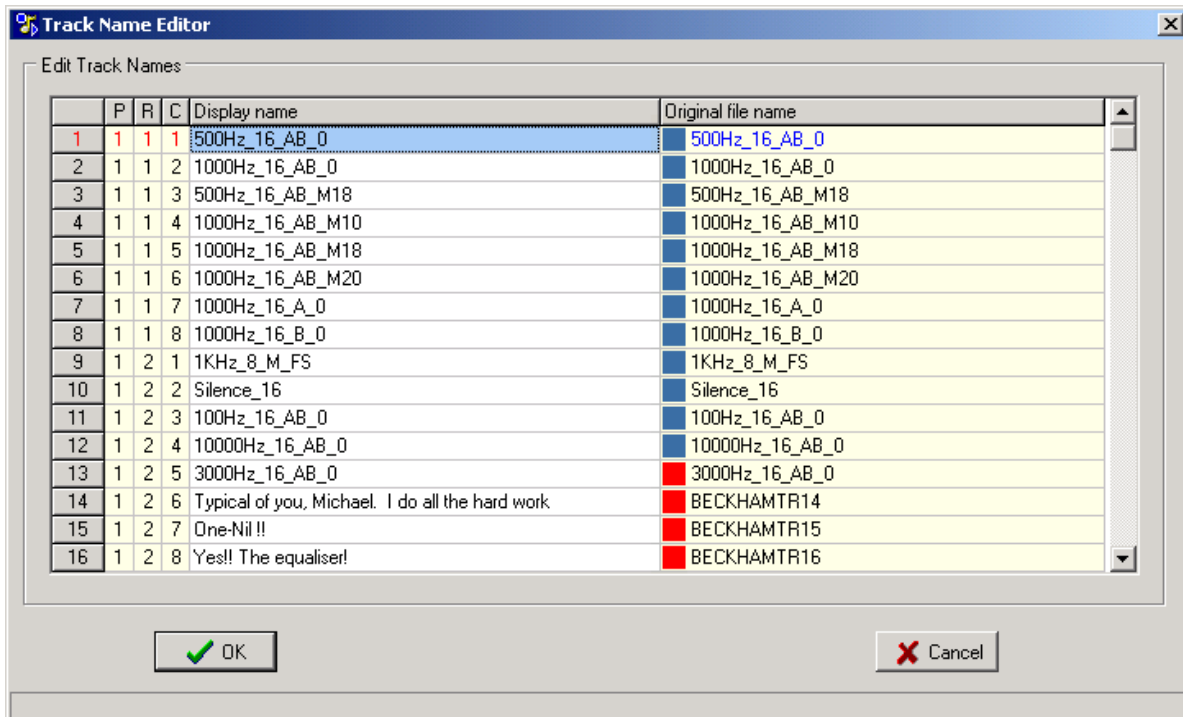 Track Name Editor
Edit Track Names
P R C Display name Original file name
1 1 1 1 500Hz_16_AB_0 500Hz_16_AB_0
2 1 1 2 1000Hz_16_AB_0 1000Hz_16_AB_0
3 1 1 3 500Hz_16_AB_M18 500Hz_16_AB_M18
4 1 1 4 1000Hz_16_AB_M10 1000Hz_16_AB_M10
5 1 1 5 1000Hz_16_AB_M18 1000Hz_16_AB_M18
6 1 1 6 1000Hz_16_AB_M20 1000Hz_16_AB_M20
7 1 1 7 1000Hz_16_A_0 1000Hz_16_A_0
8 1 1 8 1000Hz_16_B_0 1000Hz_16_B_0
9 1 2 1 1KHz_8_M_FS 1KHz_8_M_FS
10 1 2 2 Silence_16 Silence_16
11 1 2 3 100Hz_16_AB_0 100Hz_16_AB_0
12 1 2 4 10000Hz_16_AB_0 10000Hz_16_AB_0
13 1 2 5 3000Hz_16_AB_0 3000Hz_16_AB_0
14 1 2 6 Typical of you, Michael.  I do all the hard work BECKHAMTR14
15 1 2 7 One-Nil !! BECKHAMTR15
16 1 2 8 Yes!! The equaliser! BECKHAMTR16
OK Cancel